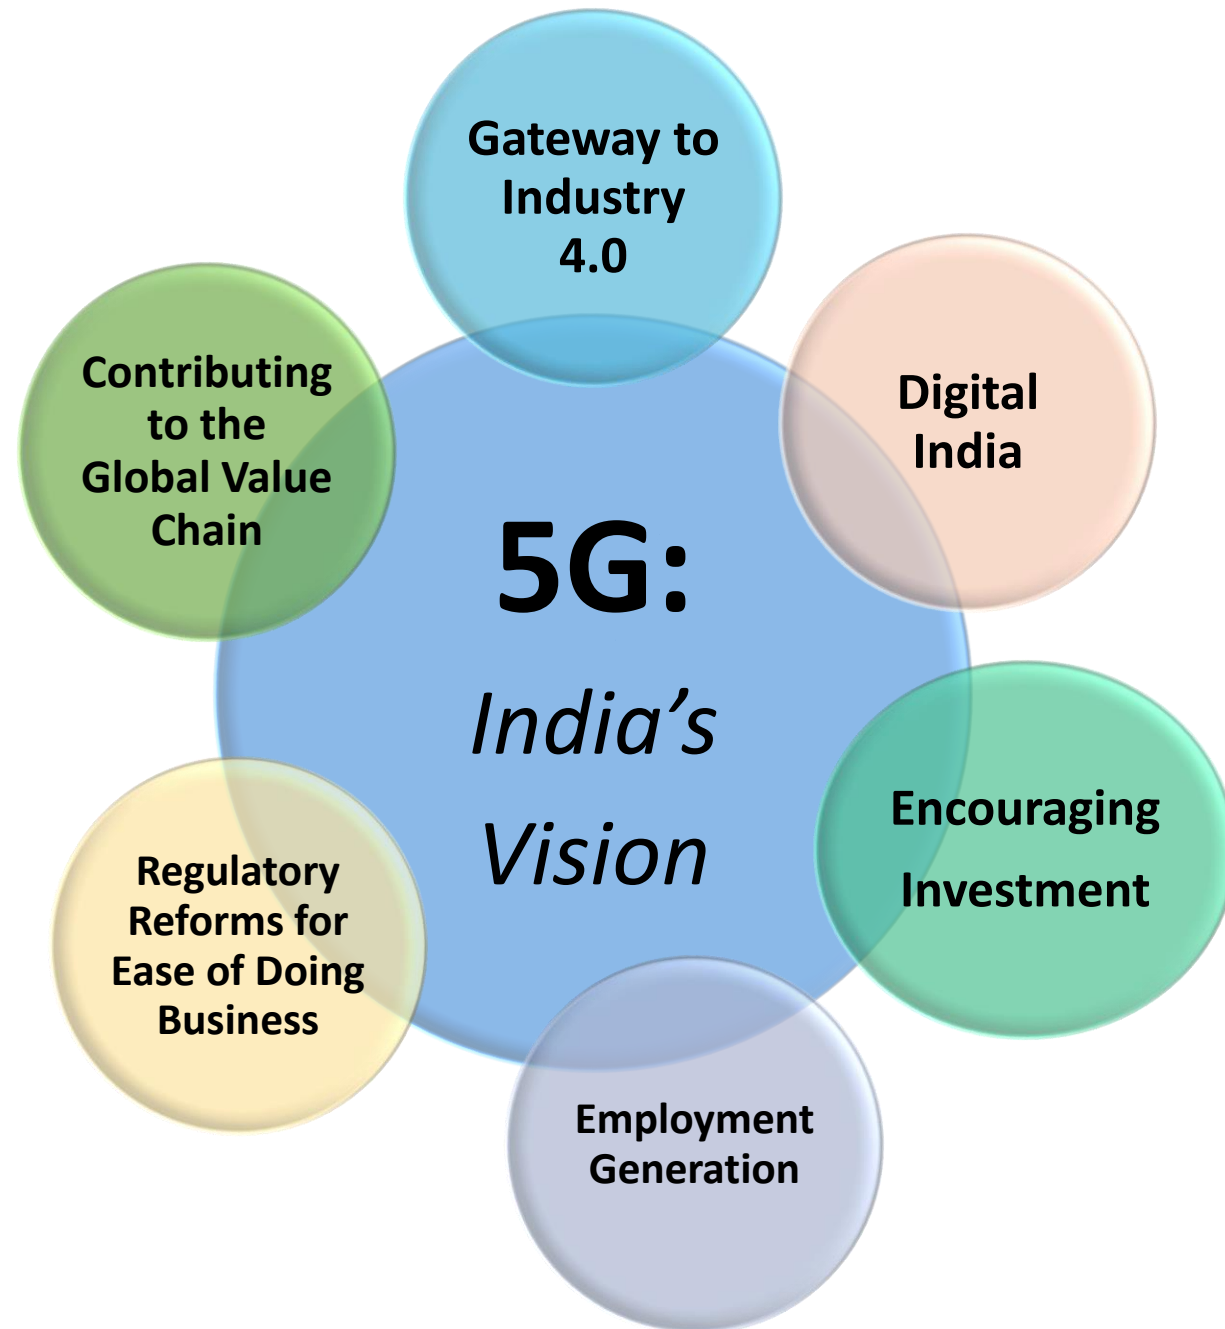 Gateway to
Industry
4.0
Digital
India
Encouraging
Investment
Employment
Generation
Regulatory
Reforms for
Ease of Doing
Business
Contributing
to the
Global Value
Chain
5G:
India’s
Vision